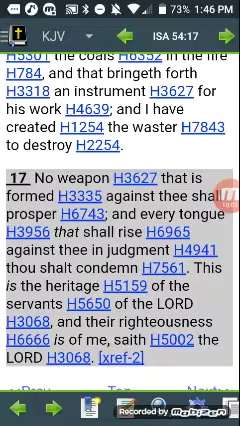 73% 1:46 PM
KJV ISA 54:17
H5301 the coals H6352 in the life
H784, and that bringeth forth
H3318 an instrument H3627 for
his work H4639; and I have
created H1254 the waster H7843
to destroy H2254.
17 No weapon H3627 that is
formed H3335 against thee shall
prosper H6743; and every tongue
H3956 that shall rise H6965
against thee in judgment H4941
thou shalt condemn H7561. This
is the heritage H5159 of the
servants H5650 of the LORD
H3068, and their righteousness
H6666 is of me, saith H5002 the
LORD H3068. [xref-2]
Recorded by